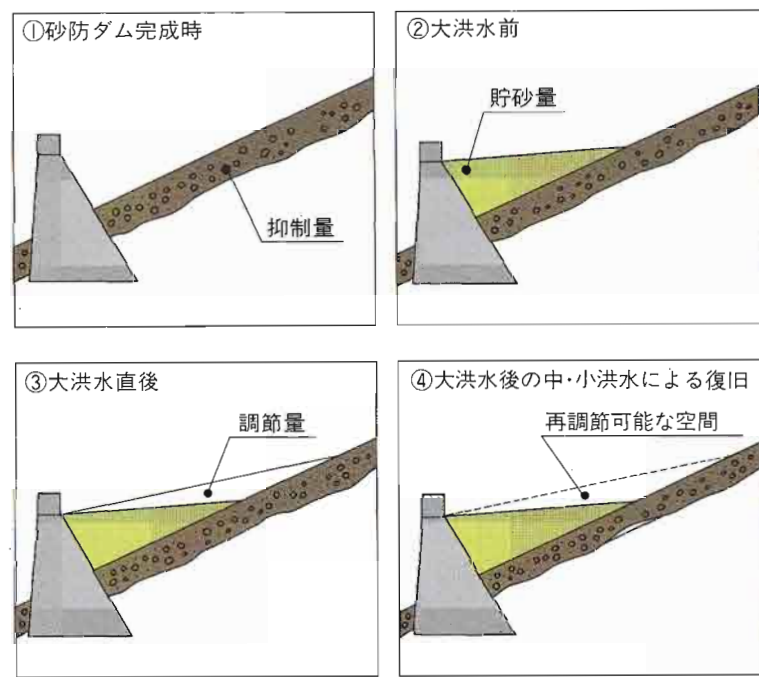 ①砂防ダム完成時
抑制量
②大洪水前
貯砂量
③大洪水直後
調節量
④大洪水後の中・小洪水による復旧
再調節可能な空間